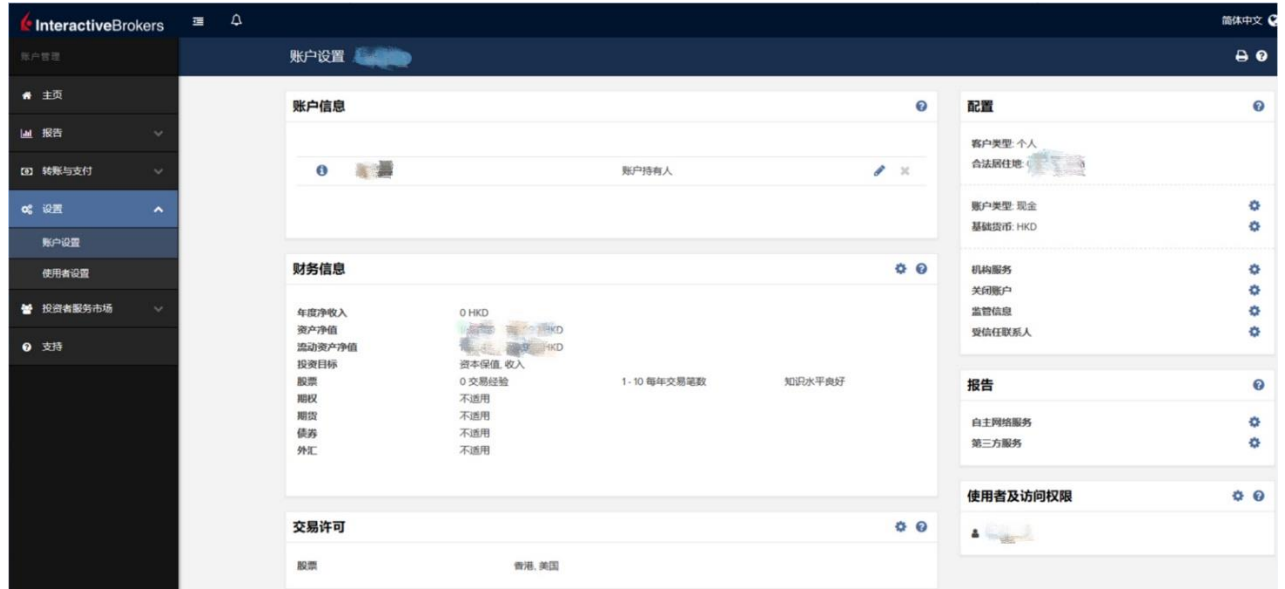 InteractiveBrokers
简体中文
账户管理
账户设置
主页
报告
转账与支付
设置
账户设置
使用者设置
投资者服务市场
支持
账户信息
账户持有人
财务信息
年度净收入 0 HKD
资产净值 HKD
流动资产净值 HKD
投资目标 资本保值, 收入
股票 0 交易经验 1 - 10 每年交易笔数 知识水平良好
期权 不适用
期货 不适用
债券 不适用
外汇 不适用
交易许可
股票 香港, 美国
配置
客户类型: 个人
合法居住地:
账户类型: 现金
基础货币: HKD
机构服务
关闭账户
监管信息
受信任联系人
报告
自主网络服务
第三方服务
使用者及访问权限